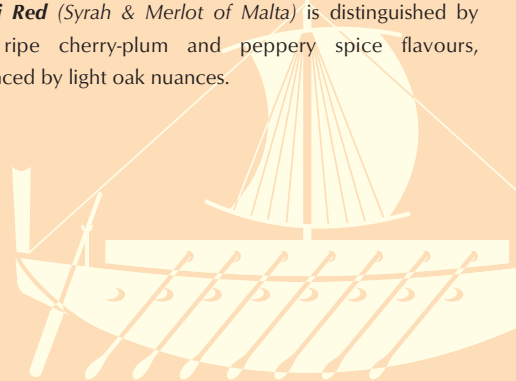 i Red (Syrah & Merlot of Malta) is distinguished by
ripe cherry-plum and peppery spice flavours,
nced by light oak nuances.